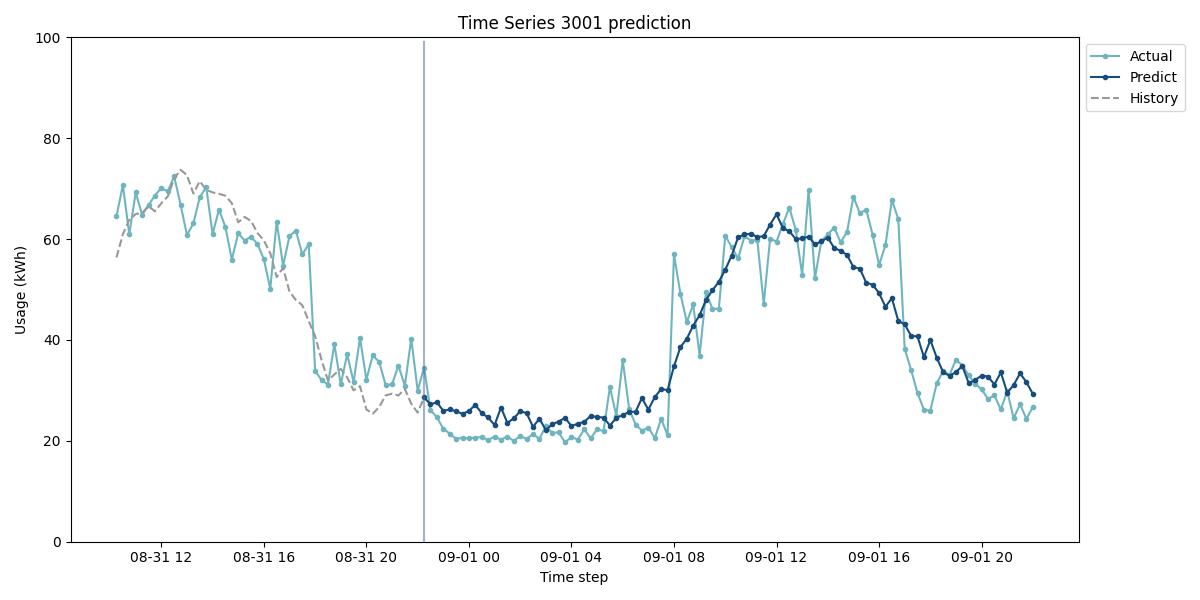 Time Series 3001 prediction
100
80
60
40
20
0
Usage (kWh)
08-31 12
08-31 16
08-31 20
09-01 00
09-01 04
09-01 08
09-01 12
09-01 16
09-01 20
Time step
Actual
Predict
History